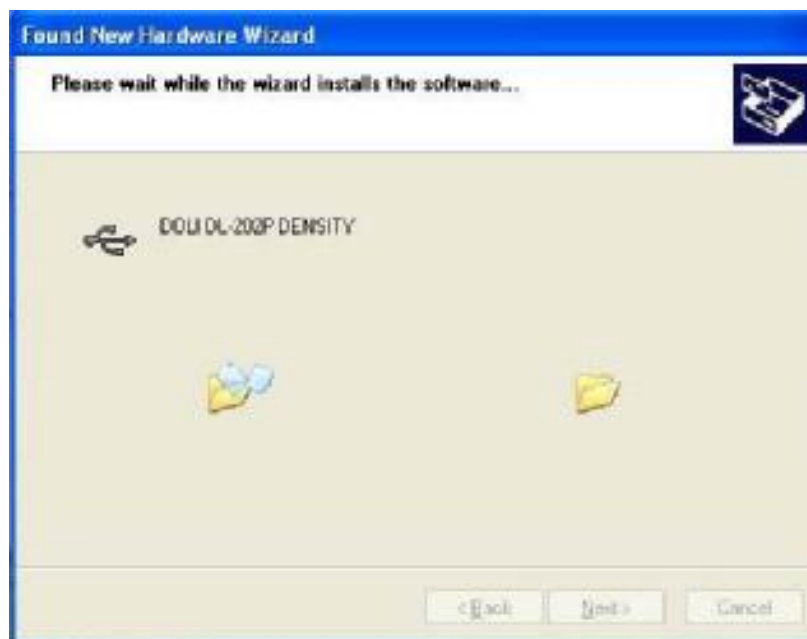 Found New Hardware Wizard
Please wait while the wizard installs the software...
DOLI DL-202P DENSITY
< Back
Next >
Cancel